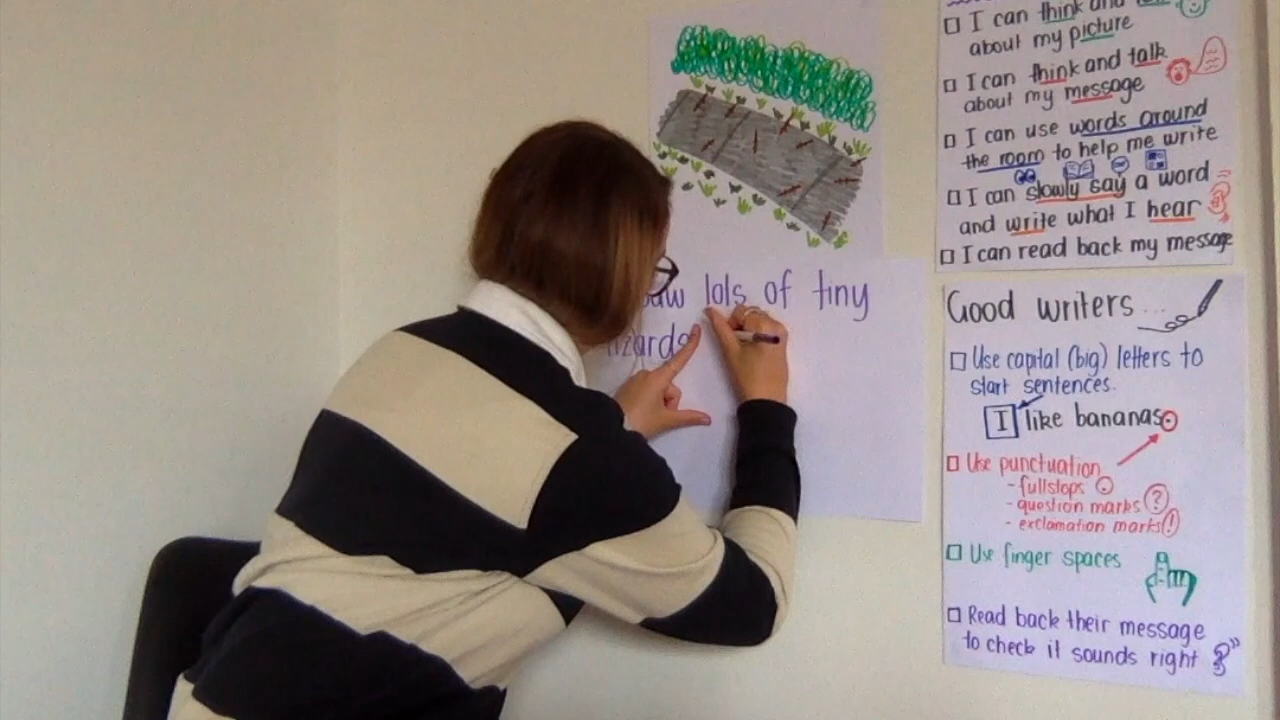 I can think and
about my picture
I can think and talk
about my message
I can use words around
the room to help me write
I can slowly say a word
and write what I hear
I can read back my message
lots of tiny
Good writers...
Use capital (big) letters to
start sentences.
I like bananas.
Use punctuation
- fullstops .
- question marks ?
- exclamation marks !
Use finger spaces
Read back their message
to check it sounds right